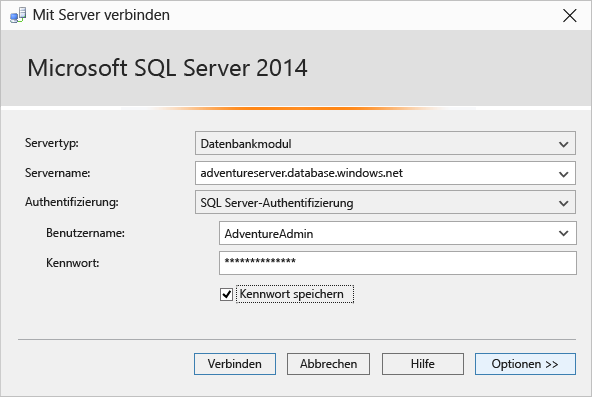 Mit Server verbinden
Microsoft SQL Server 2014
Servertyp: Datenbankmodul
Servername: adventureserver.database.windows.net
Authentifizierung: SQL Server-Authentifizierung
Benutzername: AdventureAdmin
Kennwort: **************
Kennwort speichern
Verbinden Abbrechen Hilfe Optionen >>